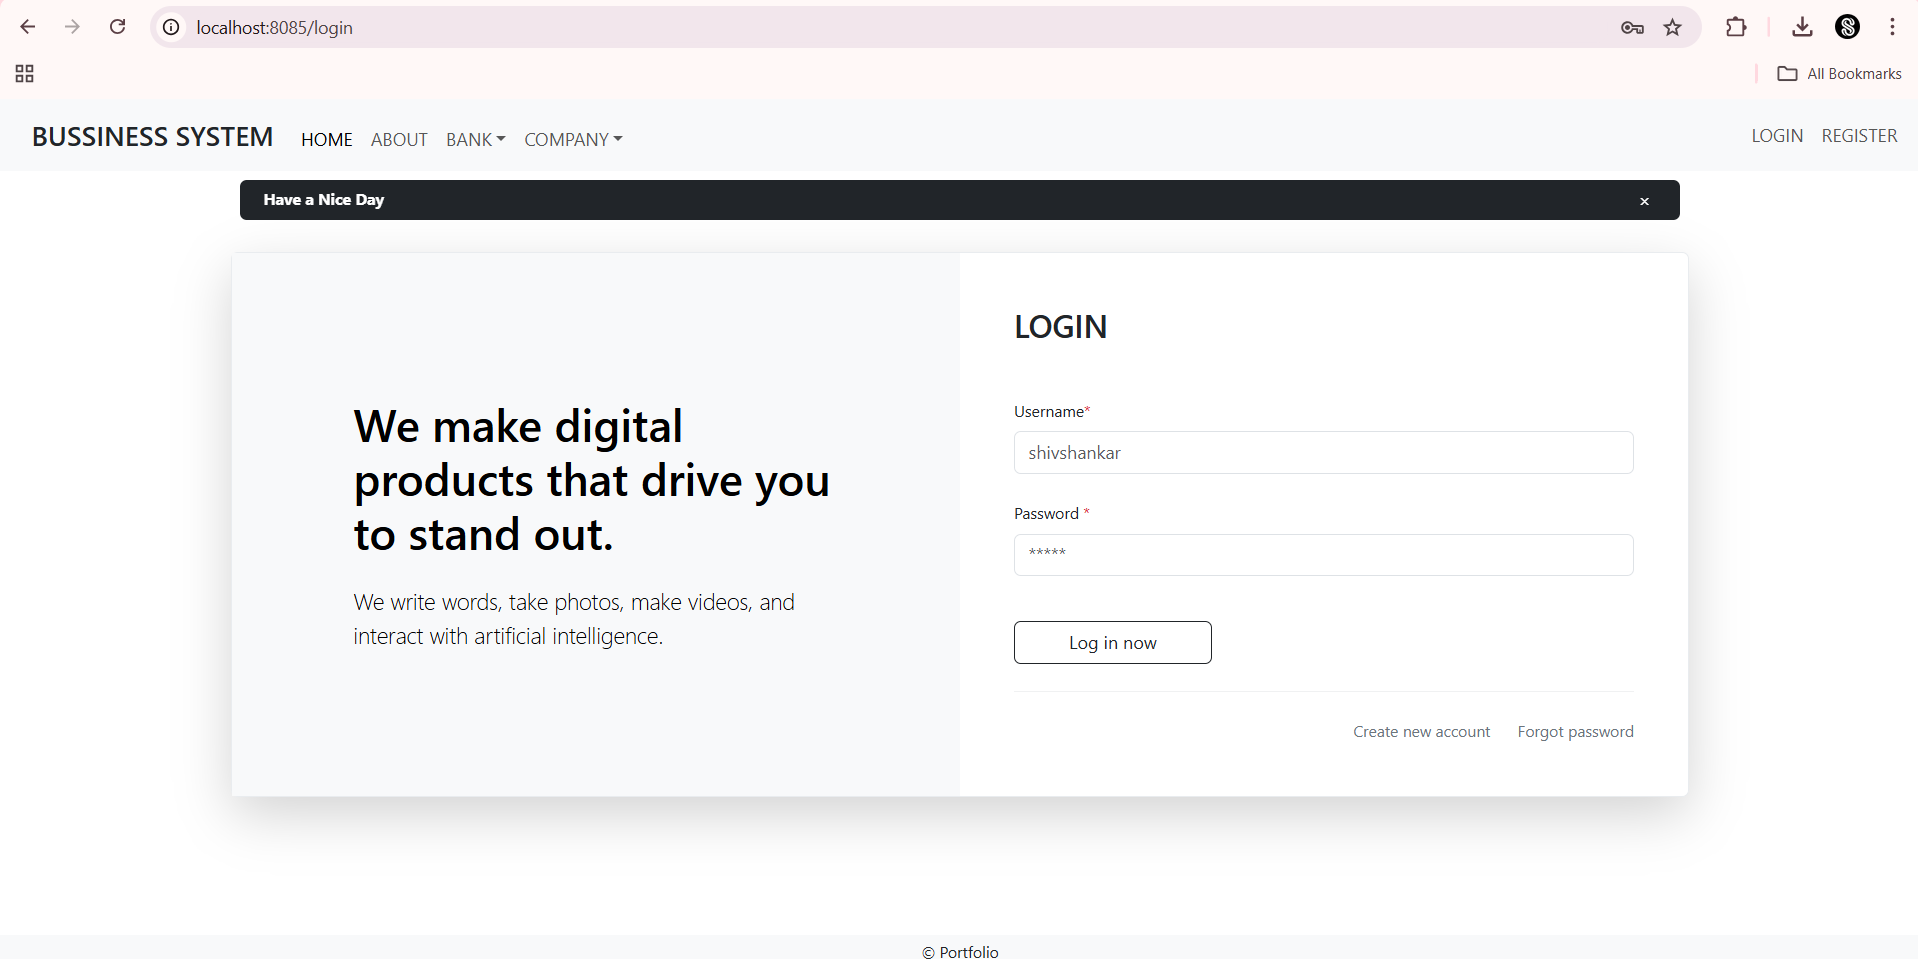 localhost:8085/login
All Bookmarks
BUSSINESS SYSTEM HOME ABOUT BANK COMPANY LOGIN REGISTER
Have a Nice Day ×
We make digital
products that drive you
to stand out.
We write words, take photos, make videos, and
interact with artificial intelligence.
LOGIN
Username*
shivshankar
Password *
*****
Log in now
Create new account Forgot password
© Portfolio